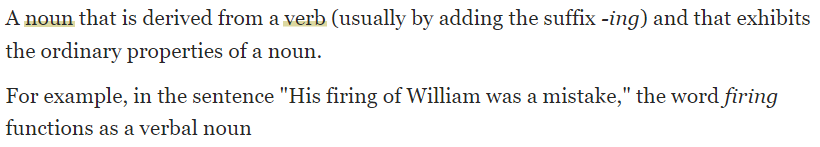 A noun that is derived from a verb (usually by adding the suffix -ing) and that exhibits
the ordinary properties of a noun.
For example, in the sentence "His firing of William was a mistake," the word firing
functions as a verbal noun